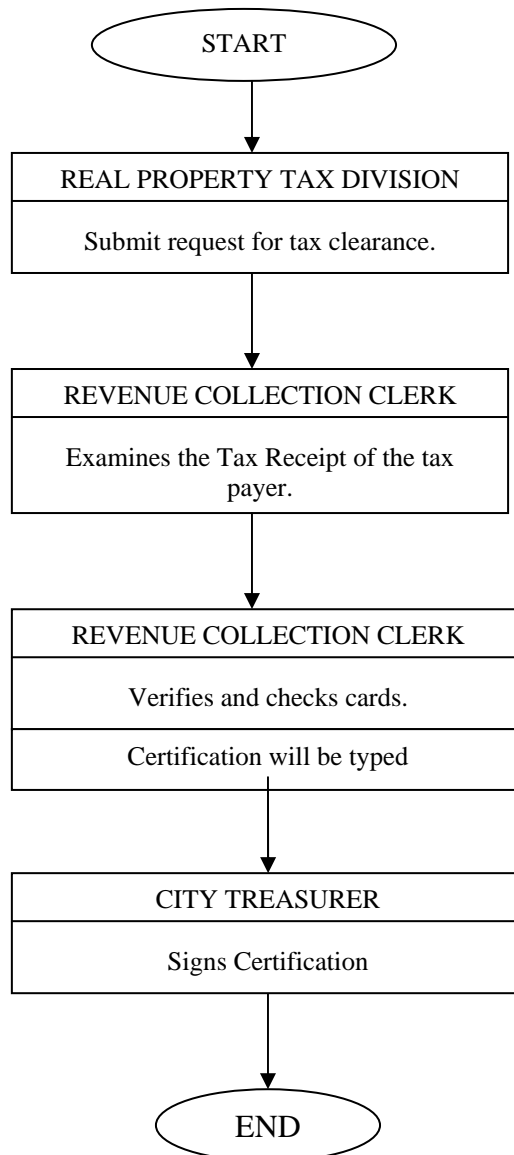 START
REAL PROPERTY TAX DIVISION
Submit request for tax clearance.
REVENUE COLLECTION CLERK
Examines the Tax Receipt of the tax
payer.
REVENUE COLLECTION CLERK
Verifies and checks cards.
Certification will be typed
CITY TREASURER
Signs Certification
END